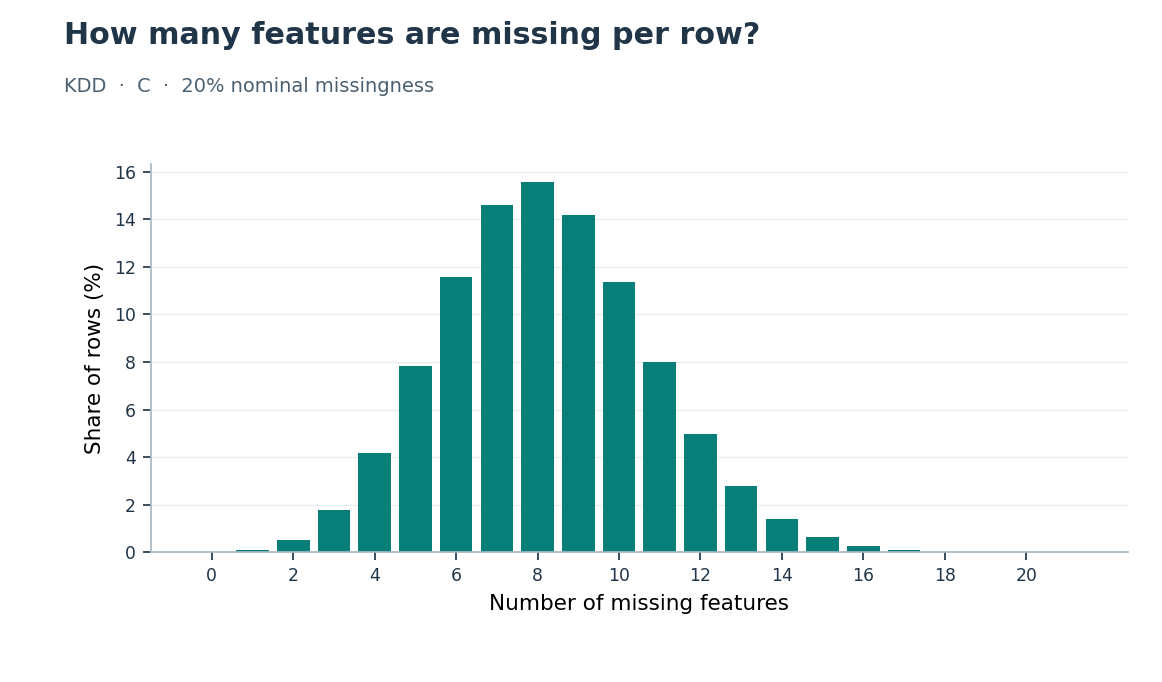 How many features are missing per row?
KDD · C · 20% nominal missingness
Share of rows (%)
16
14
12
10
8
6
4
2
0
0 2 4 6 8 10 12 14 16 18 20
Number of missing features